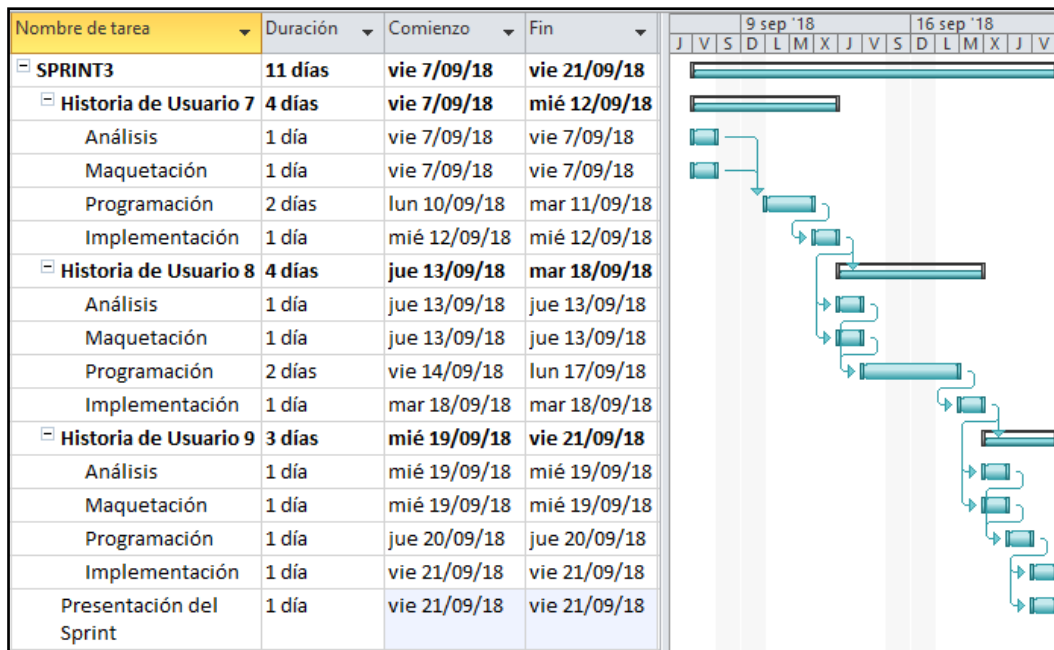 Nombre de tarea Duración Comienzo Fin 9 sep '18 16 sep '18
J V S D L M X J V S D L M X J V
SPRINT3 11 días vie 7/09/18 vie 21/09/18
Historia de Usuario 7 4 días vie 7/09/18 mié 12/09/18
Análisis 1 día vie 7/09/18 vie 7/09/18
Maquetación 1 día vie 7/09/18 vie 7/09/18
Programación 2 días lun 10/09/18 mar 11/09/18
Implementación 1 día mié 12/09/18 mié 12/09/18
Historia de Usuario 8 4 días jue 13/09/18 mar 18/09/18
Análisis 1 día jue 13/09/18 jue 13/09/18
Maquetación 1 día jue 13/09/18 jue 13/09/18
Programación 2 días vie 14/09/18 lun 17/09/18
Implementación 1 día mar 18/09/18 mar 18/09/18
Historia de Usuario 9 3 días mié 19/09/18 vie 21/09/18
Análisis 1 día mié 19/09/18 mié 19/09/18
Maquetación 1 día mié 19/09/18 mié 19/09/18
Programación 1 día jue 20/09/18 jue 20/09/18
Implementación 1 día vie 21/09/18 vie 21/09/18
Presentación del 1 día vie 21/09/18 vie 21/09/18
Sprint